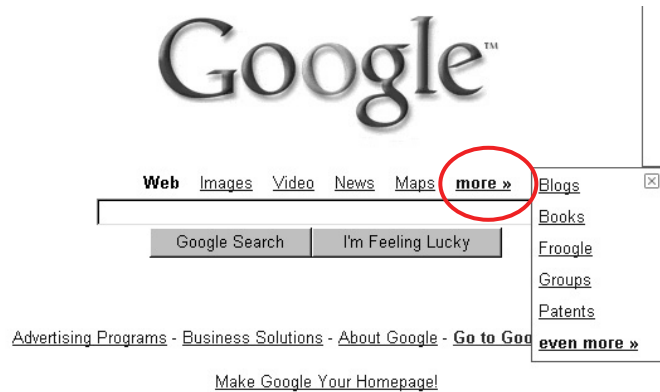 Google™
Web Images Video News Maps more »
Blogs
Books
Froogle
Groups
Patents
even more »
Google Search I'm Feeling Lucky
Advertising Programs - Business Solutions - About Google - Go to Goo
Make Google Your Homepage!